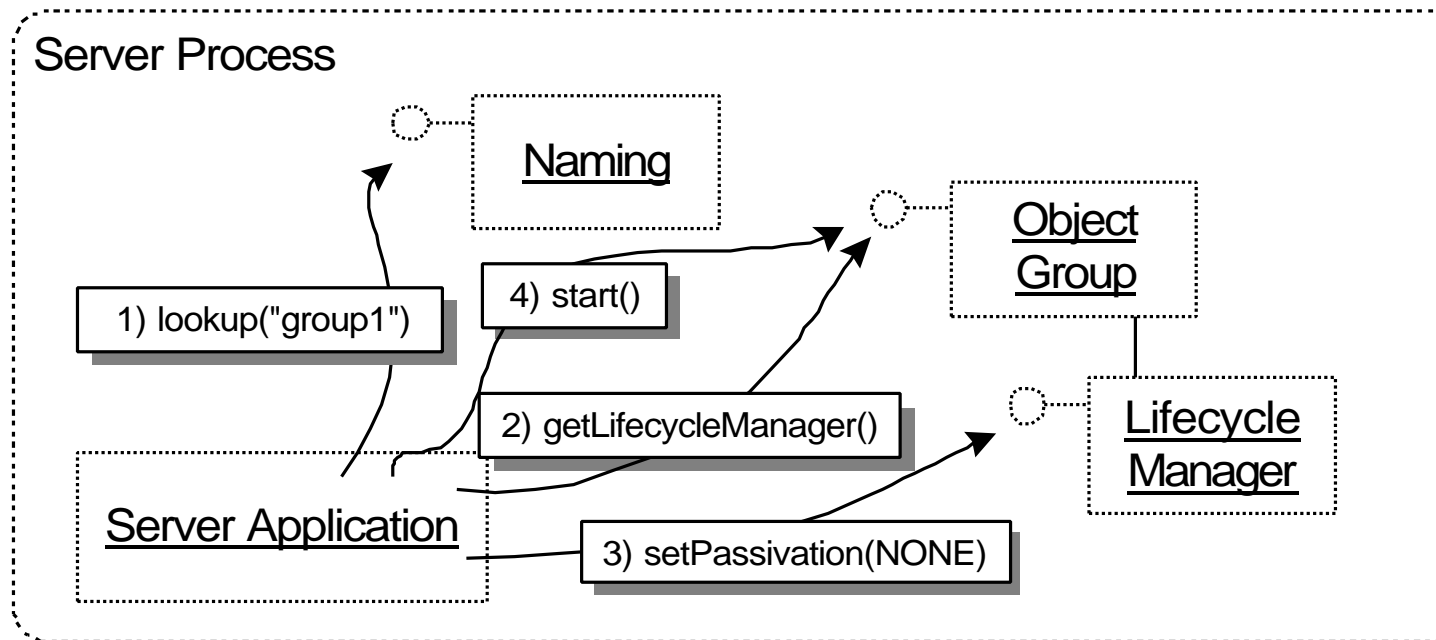 Server Process
Naming
Object
Group
1) lookup("group1")
4) start()
2) getLifecycleManager()
Lifecycle
Manager
Server Application
3) setPassivation(NONE)